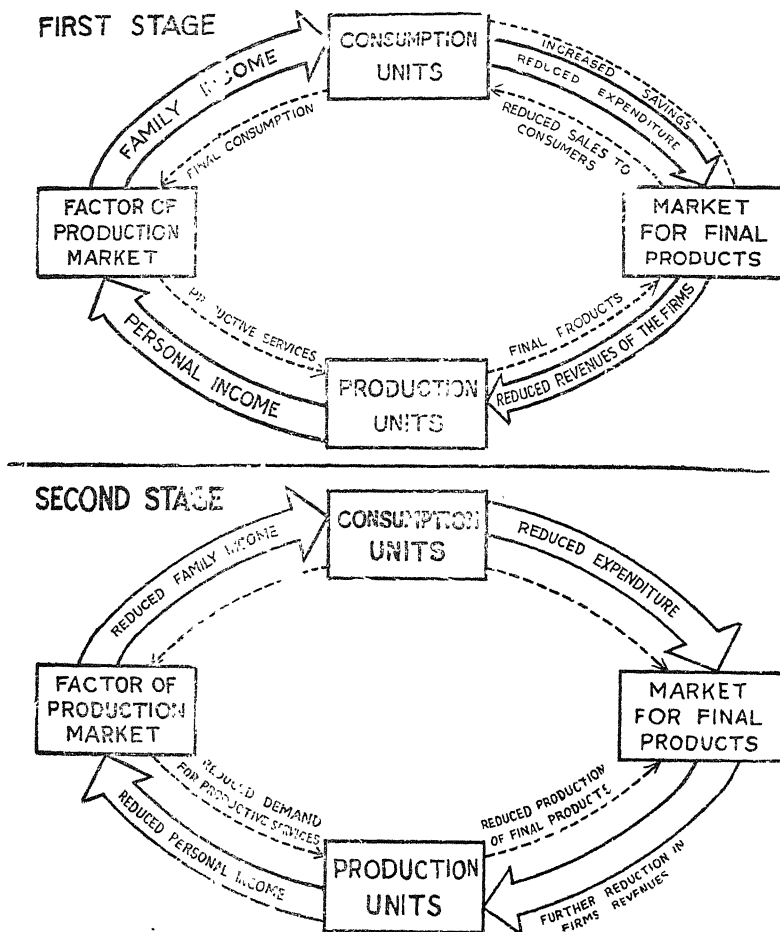 FIRST STAGE
CONSUMPTION
UNITS
FAMILY INCOME
FINAL CONSUMPTION
INCREASED SAVINGS
REDUCED EXPENDITURE
REDUCED SALES TO
CONSUMERS
FACTOR OF
PRODUCTION
MARKET
MARKET
FOR FINAL
PRODUCTS
PRODUCTIVE SERVICES
FINAL PRODUCTS
PERSONAL INCOME
REDUCED REVENUES OF THE FIRMS
PRODUCTION
UNITS
SECOND STAGE
CONSUMPTION
UNITS
REDUCED FAMILY INCOME
REDUCED EXPENDITURE
FACTOR OF
PRODUCTION
MARKET
MARKET
FOR FINAL
PRODUCTS
REDUCED DEMAND
FOR PRODUCTIVE SERVICES
REDUCED PRODUCTION
OF FINAL PRODUCTS
REDUCED PERSONAL INCOME
PRODUCTION
UNITS
FURTHER REDUCTION IN
FIRMS REVENUES